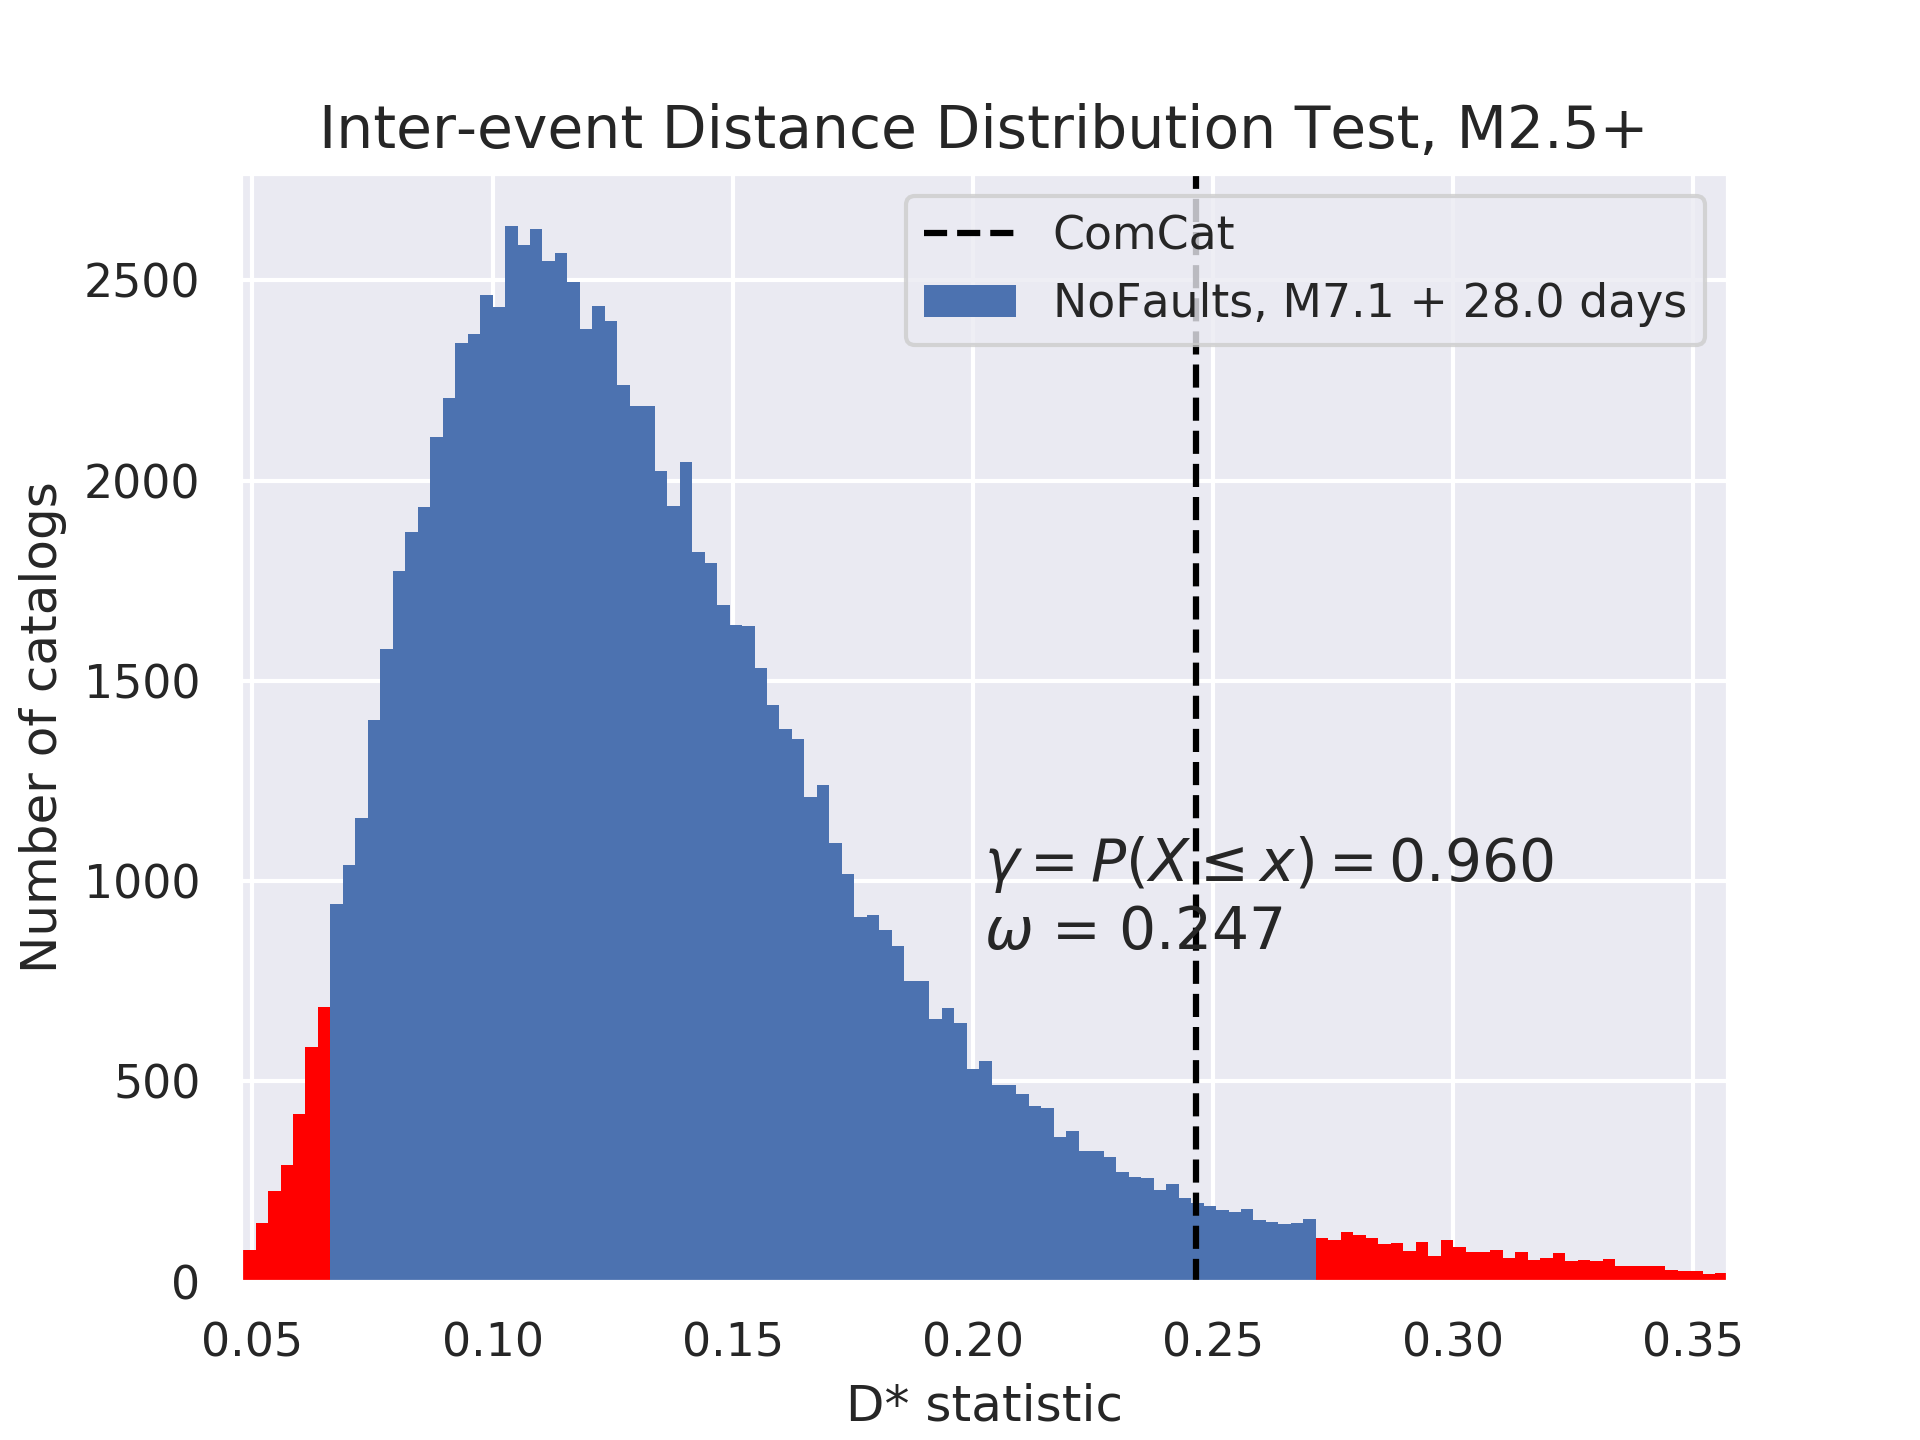 Inter-event Distance Distribution Test, M2.5+
ComCat
NoFaults, M7.1 + 28.0 days
2500
2000
1500
1000
500
0
Number of catalogs
γ = P(X ≤ x) = 0.960
ω = 0.247
0.05 0.10 0.15 0.20 0.25 0.30 0.35
D* statistic